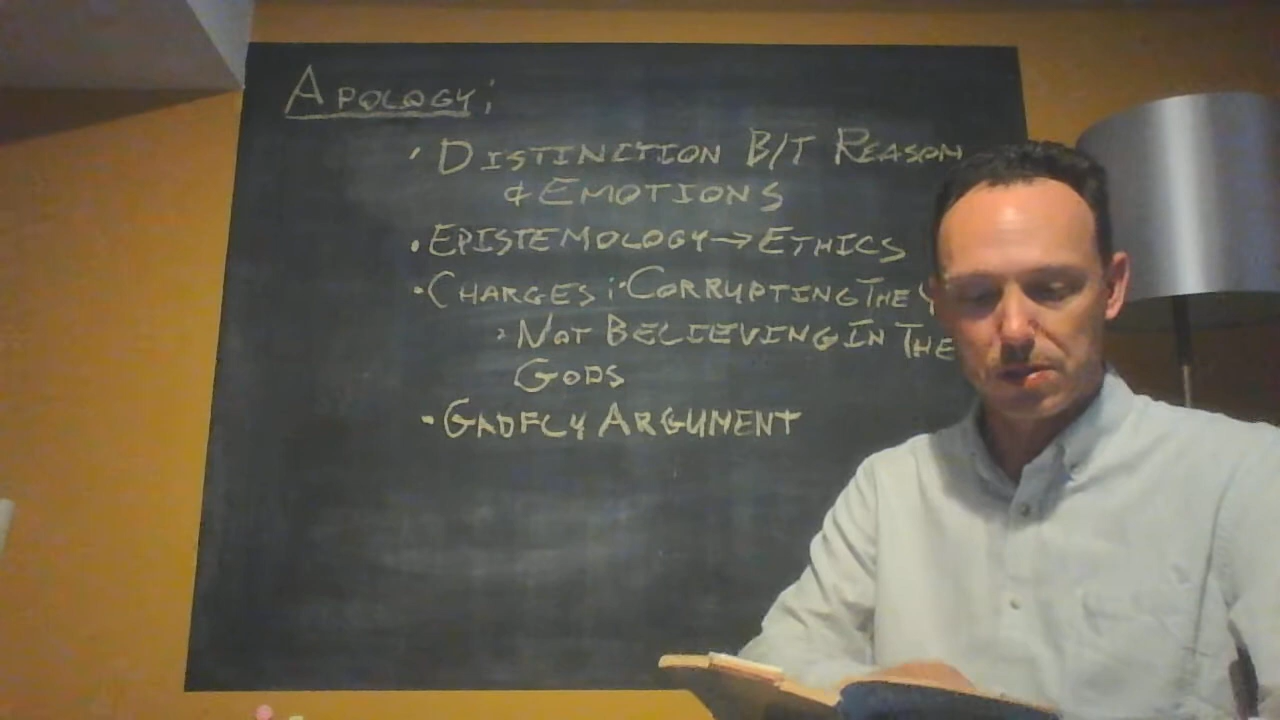 APOLOGY:
· DISTINCTION B/T REASON
& EMOTIONS
· EPISTEMOLOGY → ETHICS
· CHARGES: · CORRUPTING THE
· NOT BELIEVING IN THE
GODS
· GADFLY ARGUMENT